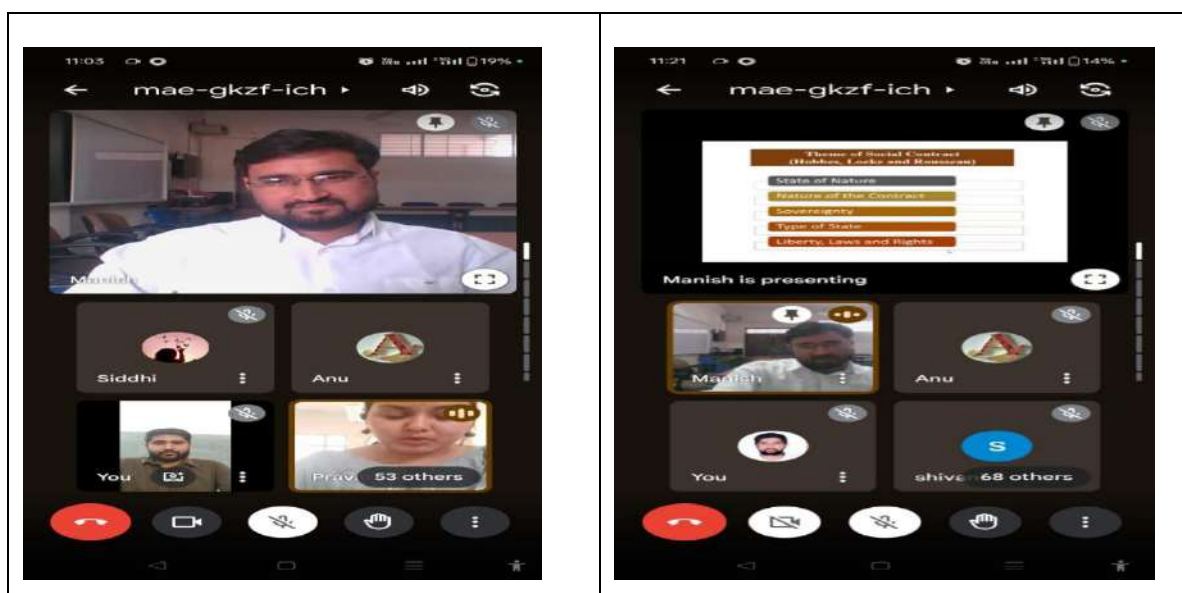 11:03
19%
mae-gkzf-ich
Manish
Siddhi
Anu
You
Prav
53 others
11:21
14%
mae-gkzf-ich
Theme of Social Contract
(Hobbes, Locke and Rousseau)
State of Nature
Nature of the Contract
Sovereignty
Type of State
Liberty, Laws and Rights
Manish is presenting
Manish
Anu
S
You
shiva
68 others